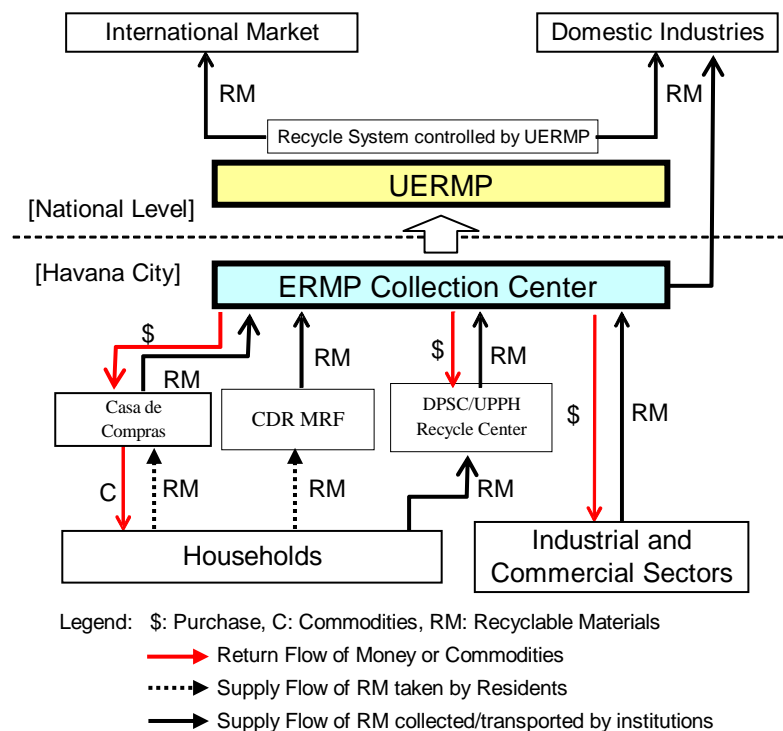 International Market
Domestic Industries
RM
RM
Recycle System controlled by UERMP
UERMP
[National Level]
[Havana City]
ERMP Collection Center
$
RM
RM
$
RM
$
RM
Casa de
Compras
CDR MRF
DPSC/UPPH
Recycle Center
C
RM
RM
RM
Households
Industrial and
Commercial Sectors
Legend: $: Purchase, C: Commodities, RM: Recyclable Materials
Return Flow of Money or Commodities
Supply Flow of RM taken by Residents
Supply Flow of RM collected/transported by institutions